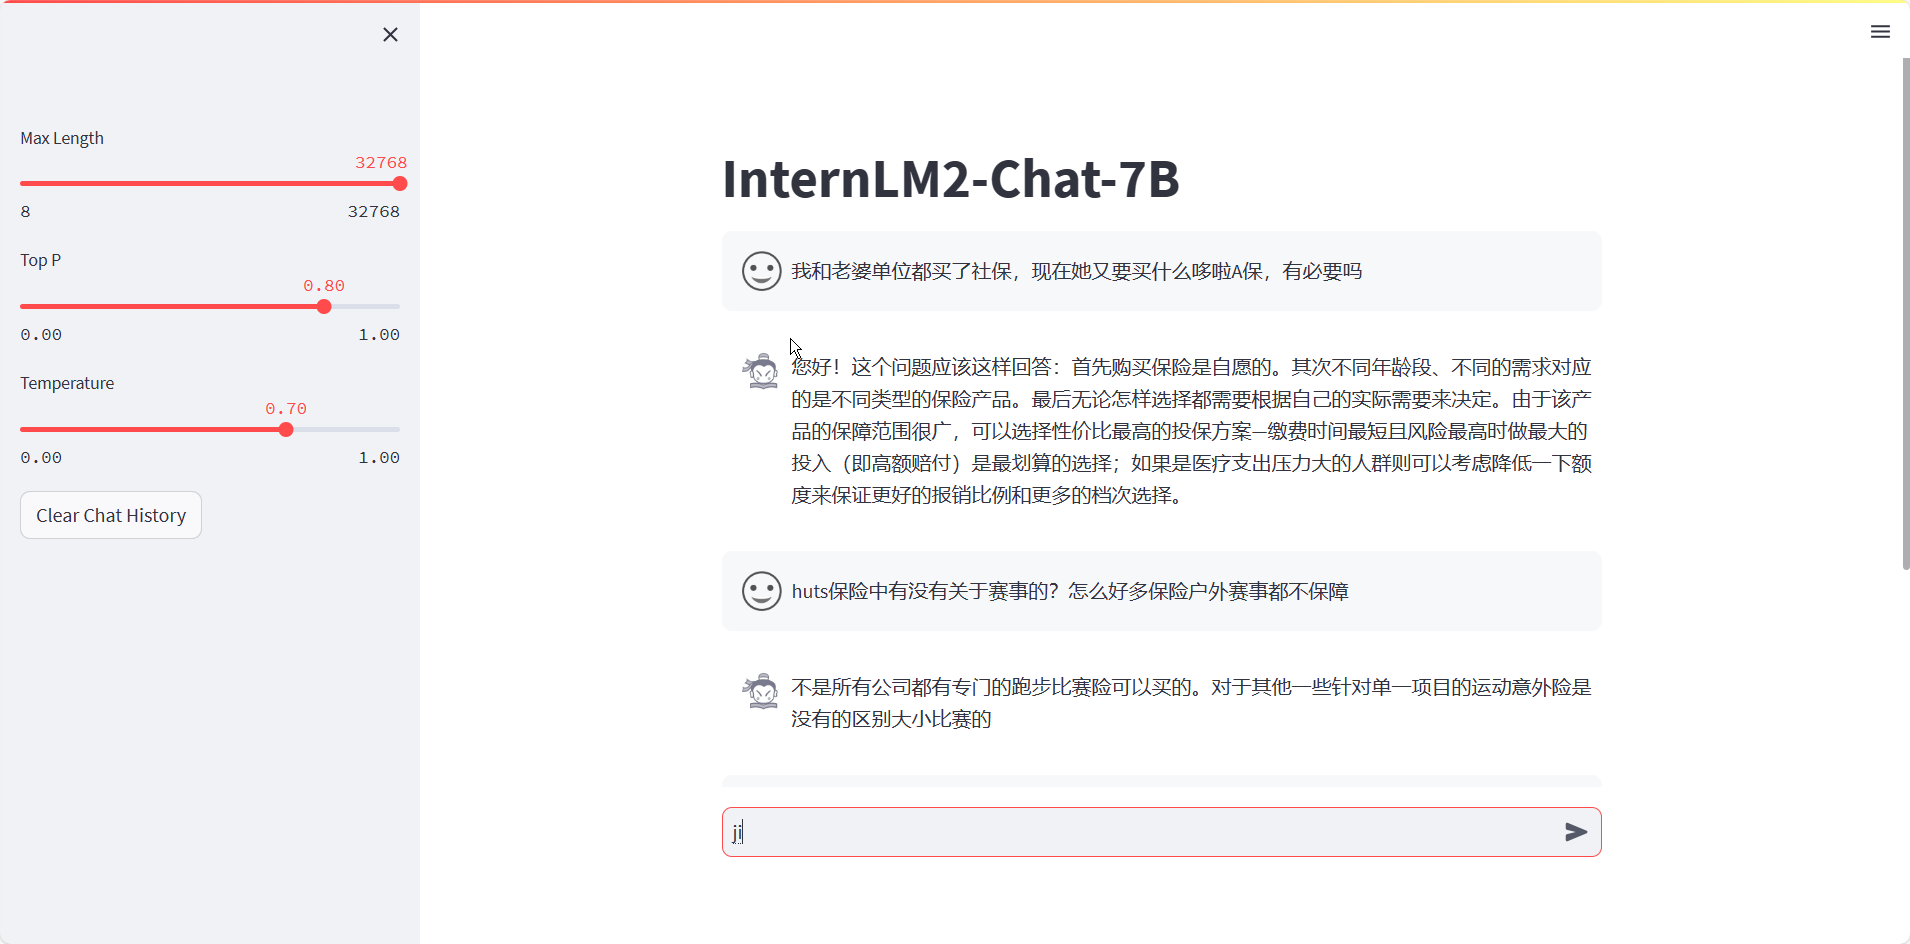 Max Length
32768
8 32768
Top P
0.80
0.00 1.00
Temperature
0.70
0.00 1.00
Clear Chat History
InternLM2-Chat-7B
我和老婆单位都买了社保，现在她又要买什么哆啦A保，有必要吗
您好！这个问题应该这样回答：首先购买保险是自愿的。其次不同年龄段、不同的需求对应
的是不同类型的保险产品。最后无论怎样选择都需要根据自己的实际需要来决定。由于该产
品的保障范围很广，可以选择性价比最高的投保方案—缴费时间最短且风险最高时做最大的
投入（即高额赔付）是最划算的选择；如果是医疗支出压力大的人群则可以考虑降低一下额
度来保证更好的报销比例和更多的档次选择。
huts保险中有没有关于赛事的？怎么好多保险户外赛事都不保障
不是所有公司都有专门的跑步比赛险可以买的。对于其他一些针对单一项目的运动意外险是
没有的区别大小比赛的
ji